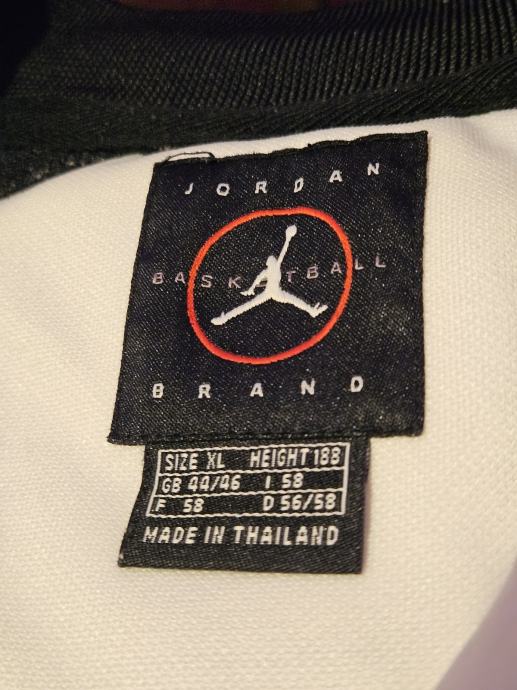 JORDAN
BASKETBALL
BRAND
SIZE XL HEIGHT 188
GB 44/46 I 58
F 58 D 56/58
MADE IN THAILAND